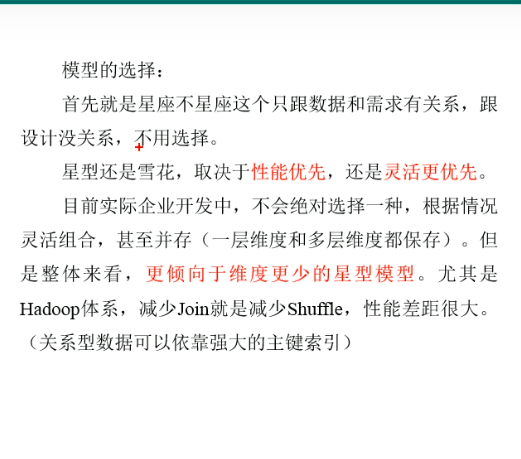 模型的选择：
首先就是星座不星座这个只跟数据和需求有关系，跟
设计没关系，不用选择。
星型还是雪花，取决于性能优先，还是灵活更优先。
目前实际企业开发中，不会绝对选择一种，根据情况
灵活组合，甚至并存（一层维度和多层维度都保存）。但
是整体来看，更倾向于维度更少的星型模型。尤其是
Hadoop体系，减少Join就是减少Shuffle，性能差距很大。
（关系型数据可以依靠强大的主键索引）